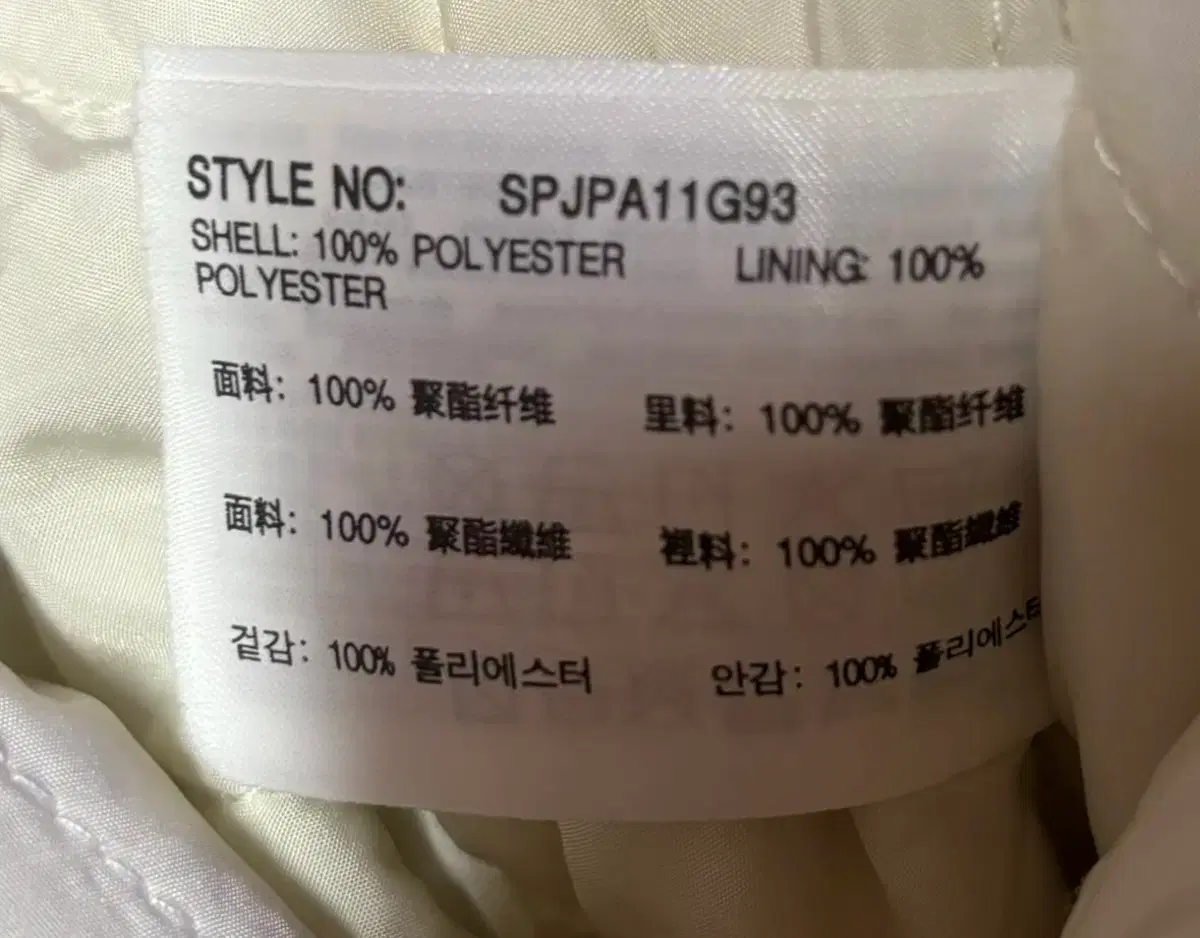 STYLE NO: SPJPA11G93
SHELL: 100% POLYESTER LINING: 100%
POLYESTER
面料: 100% 聚酯纤维 里料: 100% 聚酯纤维
面料: 100% 聚酯纖維 裡料: 100% 聚酯纖維
겉감: 100% 폴리에스터 안감: 100% 폴리에스터